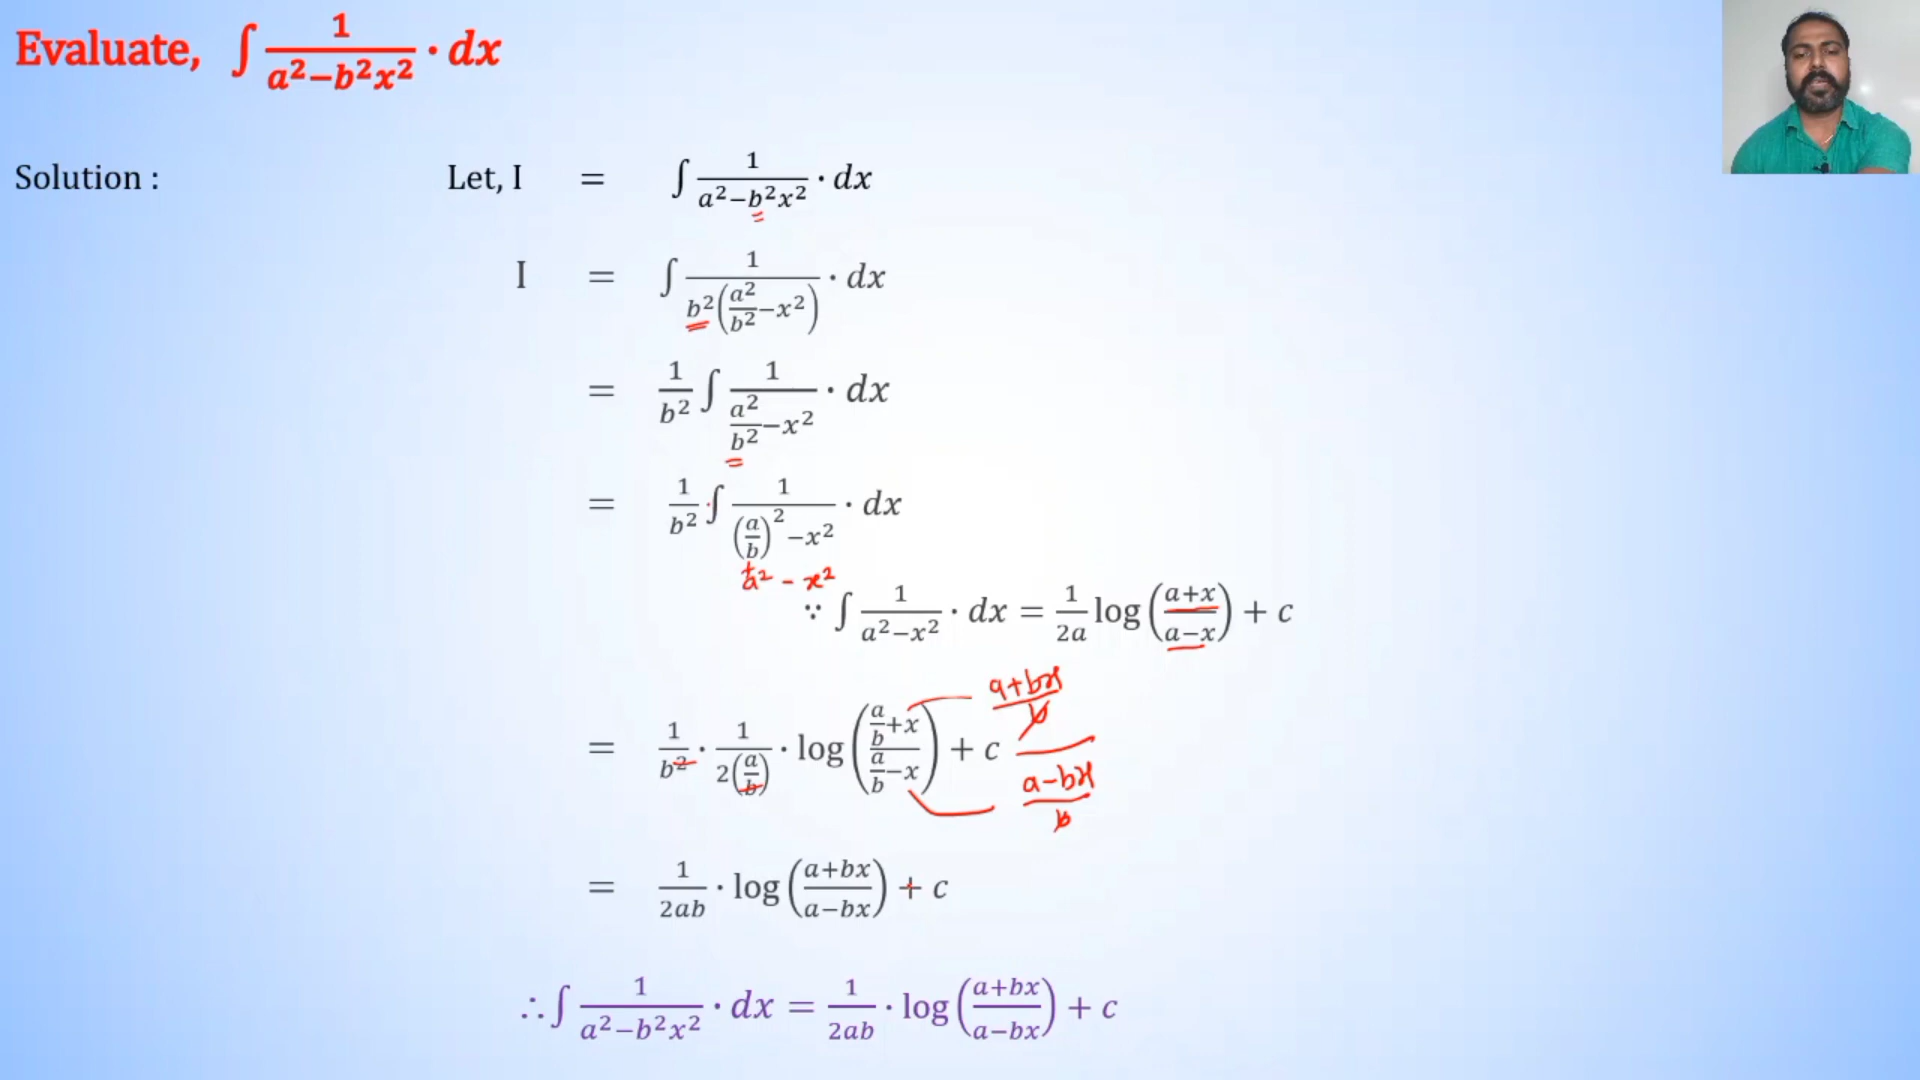 Evaluate, ∫ 1/(a²−b²x²) · dx
Solution : Let, I = ∫ 1/(a²−b²x²) · dx
I = ∫ 1/(b²(a²/b²−x²)) · dx
= 1/b² ∫ 1/(a²/b²−x²) · dx
= 1/b² ∫ 1/((a/b)²−x²) · dx
a² - x²
∵ ∫ 1/(a²−x²) · dx = 1/2a log((a+x)/(a−x)) + c
a+bx/b
= 1/b² · 1/(2(a/b)) · log((a/b+x)/(a/b−x)) + c
a-bx/b
= 1/2ab · log((a+bx)/(a−bx)) + c
∴ ∫ 1/(a²−b²x²) · dx = 1/2ab · log((a+bx)/(a−bx)) + c